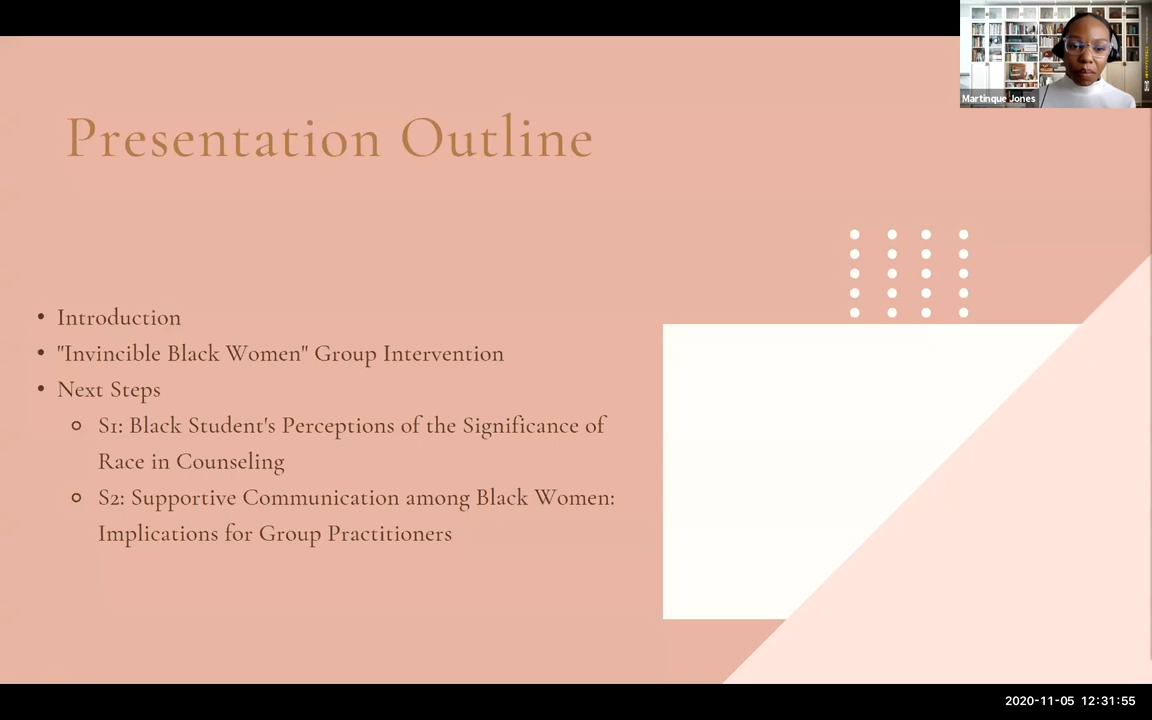 Martinque Jones
Presentation Outline
• Introduction
• "Invincible Black Women" Group Intervention
• Next Steps
S1: Black Student's Perceptions of the Significance of
Race in Counseling
S2: Supportive Communication among Black Women:
Implications for Group Practitioners
2020-11-05 12:31:55